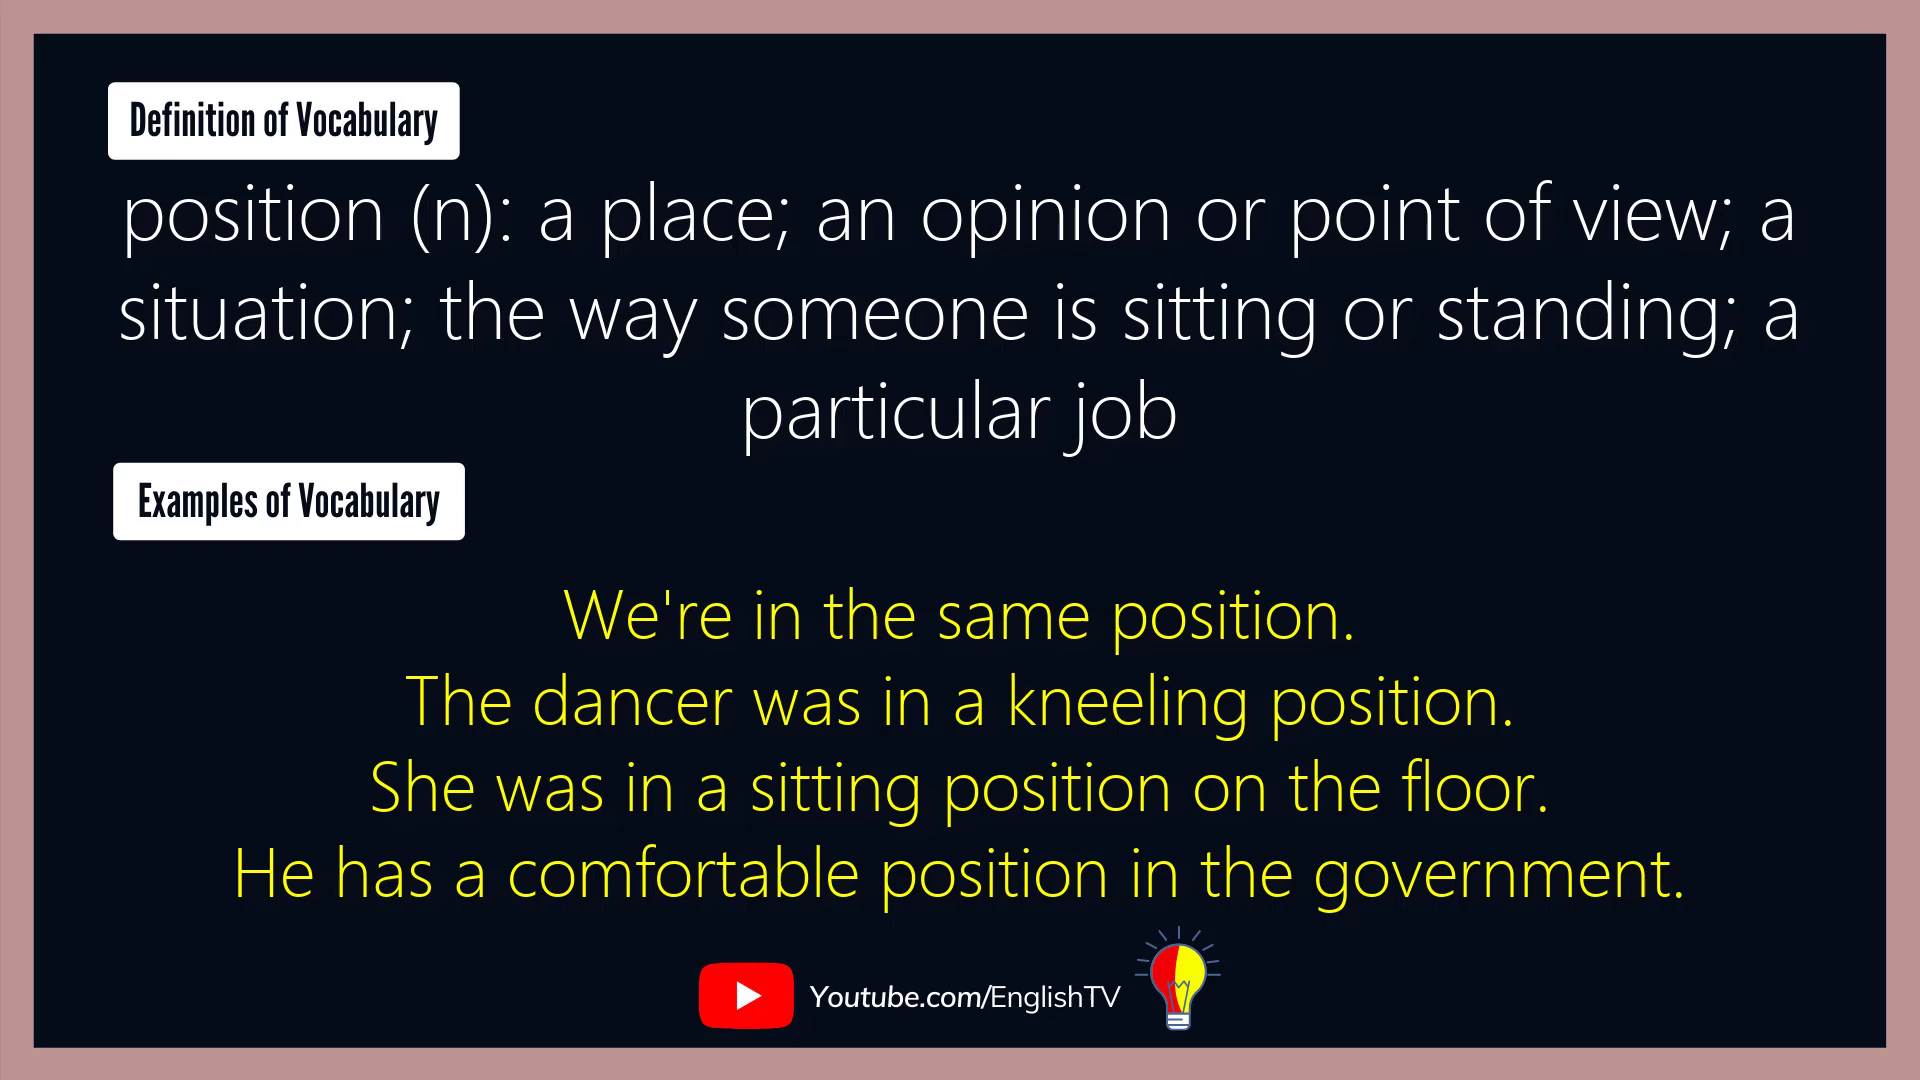 Definition of Vocabulary
position (n): a place; an opinion or point of view; a
situation; the way someone is sitting or standing; a
particular job
Examples of Vocabulary
We're in the same position.
The dancer was in a kneeling position.
She was in a sitting position on the floor.
He has a comfortable position in the government.
Youtube.com/EnglishTV